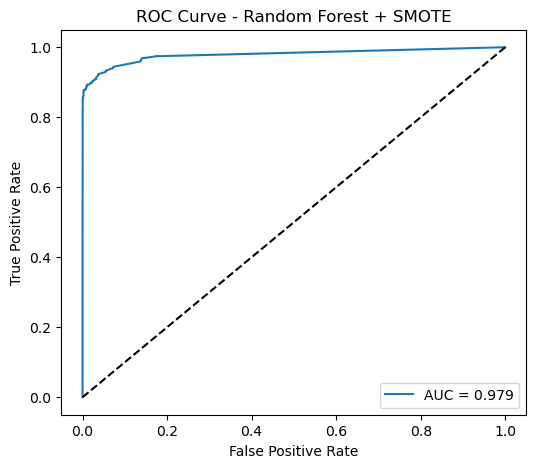 ROC Curve - Random Forest + SMOTE
True Positive Rate
1.0
0.8
0.6
0.4
0.2
0.0
AUC = 0.979
0.0 0.2 0.4 0.6 0.8 1.0
False Positive Rate